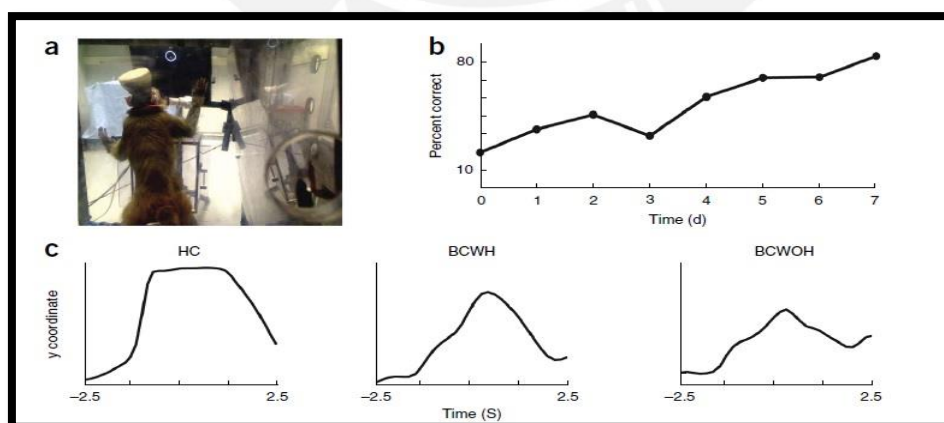 a
b
80
Percent correct
10
0 1 2 3 4 5 6 7
Time (d)
c
HC BCWH BCWOH
y coordinate
−2.5 2.5 −2.5 2.5 −2.5 2.5
Time (S)